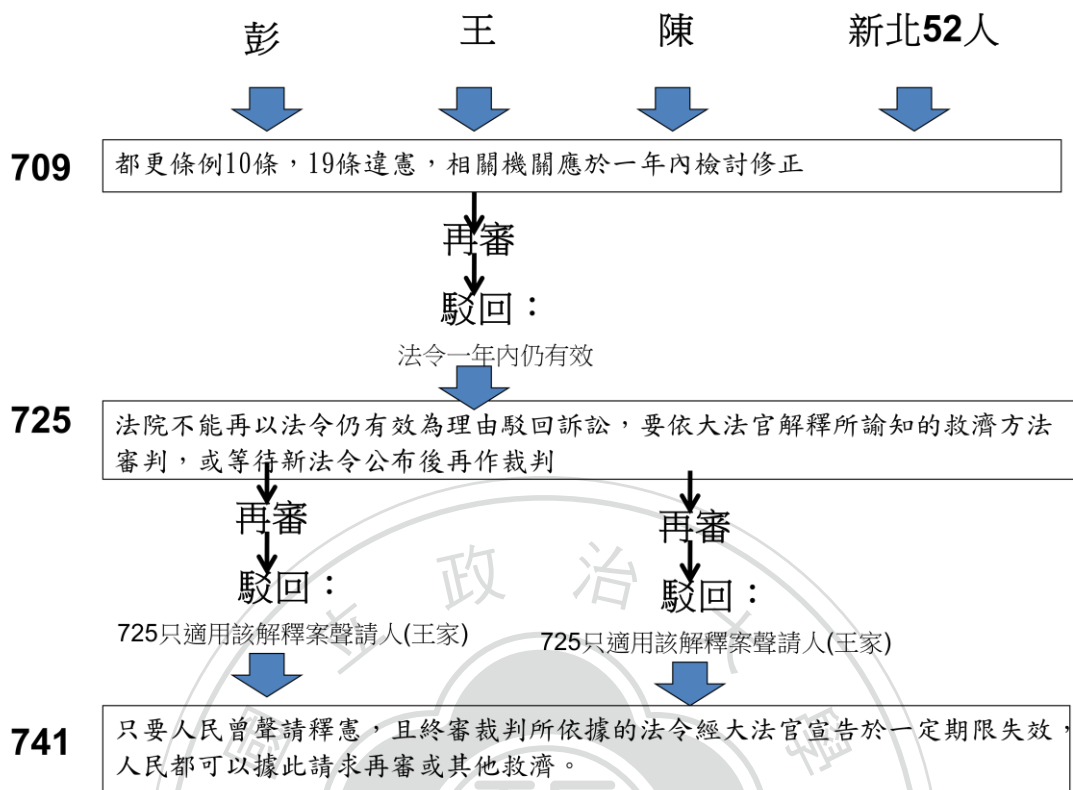 彭 王 陳 新北52人
709 都更條例10條，19條違憲，相關機關應於一年內檢討修正
再審
駁回：
法令一年內仍有效
725 法院不能再以法令仍有效為理由駁回訴訟，要依大法官解釋所諭知的救濟方法
審判，或等待新法令公布後再作裁判
再審 再審
駁回： 駁回：
725只適用該解釋案聲請人(王家) 725只適用該解釋案聲請人(王家)
741 只要人民曾聲請釋憲，且終審裁判所依據的法令經大法官宣告於一定期限失效，
人民都可以據此請求再審或其他救濟。
國立政治大學